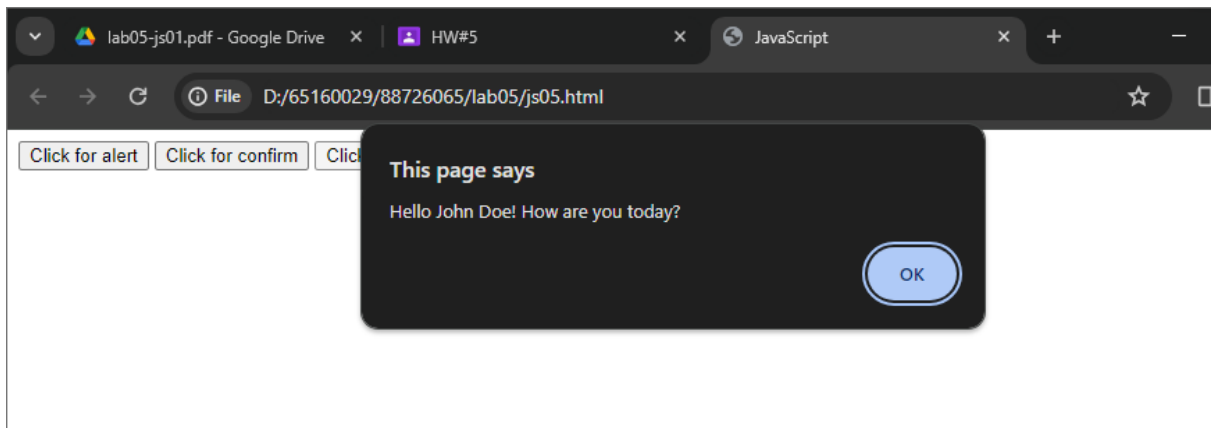 lab05-js01.pdf - Google Drive HW#5 JavaScript
File D:/65160029/88726065/lab05/js05.html
Click for alert Click for confirm
This page says
Hello John Doe! How are you today?
OK